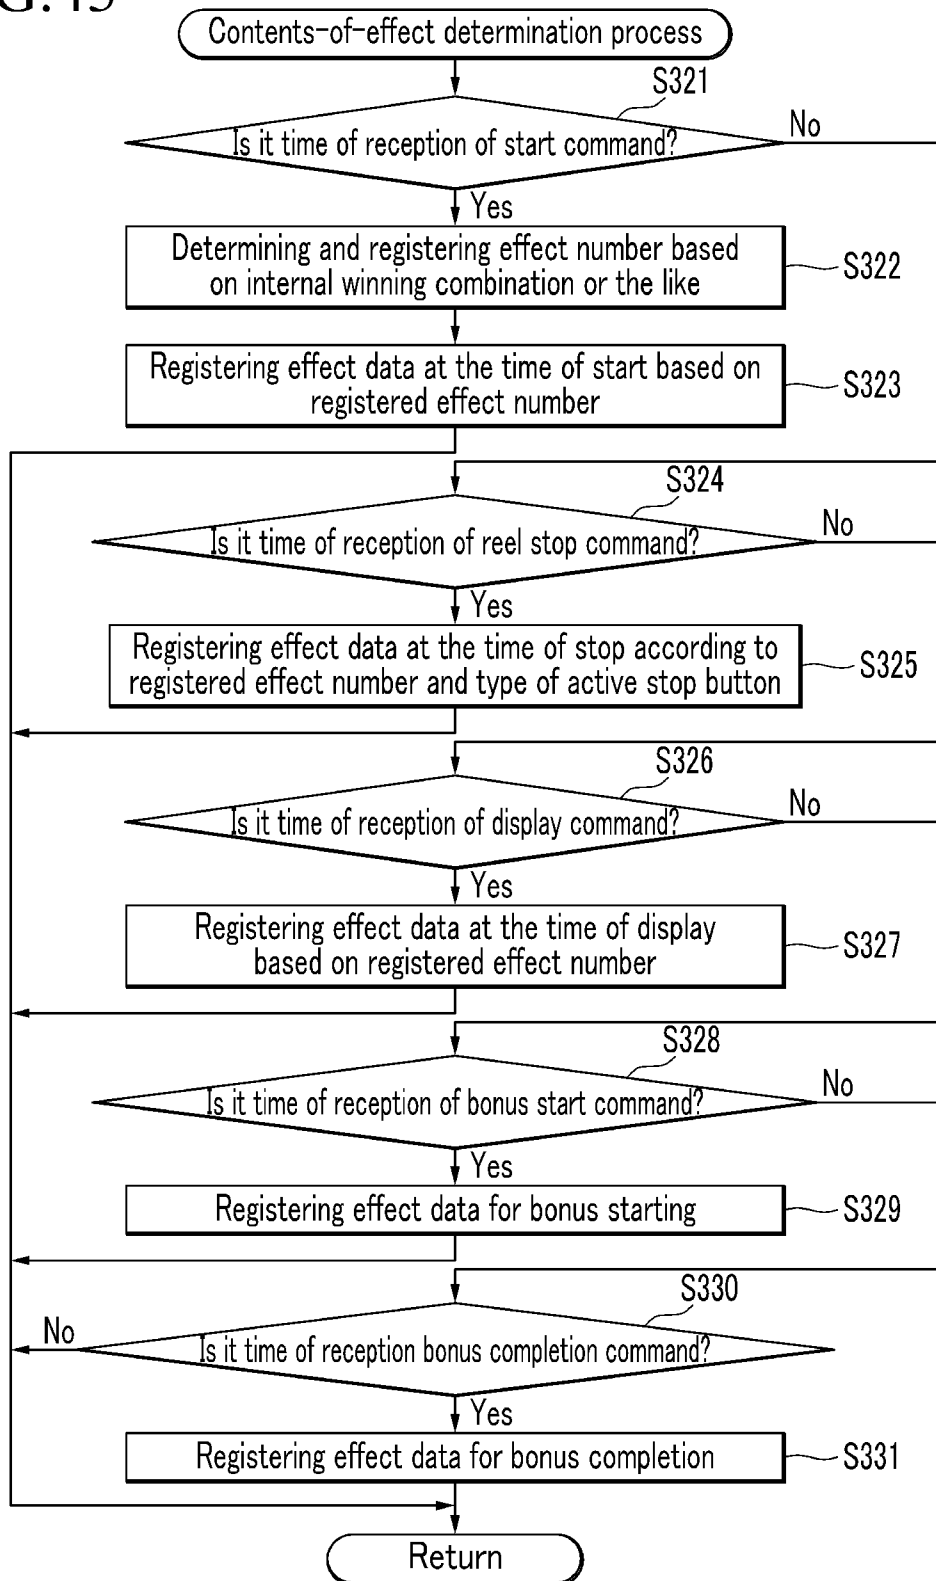 G. 45
Contents-of-effect determination process
S321
Is it time of reception of start command?
No
Yes
Determining and registering effect number based
on internal winning combination or the like
S322
Registering effect data at the time of start based on
registered effect number
S323
S324
Is it time of reception of reel stop command?
No
Yes
Registering effect data at the time of stop according to
registered effect number and type of active stop button
S325
S326
Is it time of reception of display command?
No
Yes
Registering effect data at the time of display
based on registered effect number
S327
S328
Is it time of reception of bonus start command?
No
Yes
Registering effect data for bonus starting
S329
S330
No
Is it time of reception bonus completion command?
Yes
Registering effect data for bonus completion
S331
Return